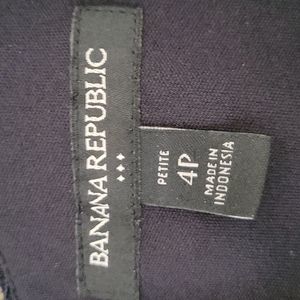 BANANA REPUBLIC
PETITE
4P
MADE IN
INDONESIA